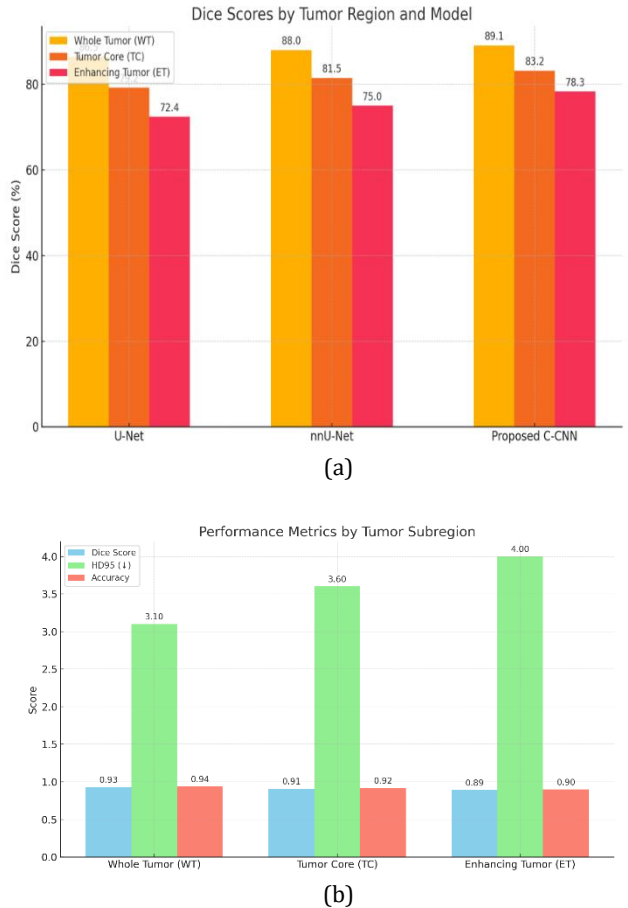 Dice Scores by Tumor Region and Model
Whole Tumor (WT)
Tumor Core (TC)
Enhancing Tumor (ET)
72.4
88.0
81.5
75.0
89.1
83.2
78.3
Dice Score (%)
80
60
40
20
0
U-Net
nnU-Net
Proposed C-CNN
(a)
Performance Metrics by Tumor Subregion
Dice Score
HD95 (↓)
Accuracy
Score
4.0
3.5
3.0
2.5
2.0
1.5
1.0
0.5
0.0
0.93
3.10
0.94
0.91
3.60
0.92
0.89
4.00
0.90
Whole Tumor (WT)
Tumor Core (TC)
Enhancing Tumor (ET)
(b)